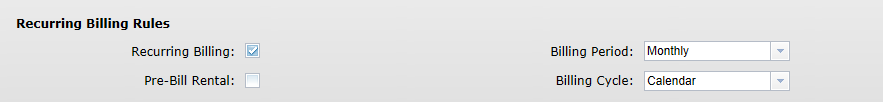 Recurring Billing Rules
Recurring Billing: Billing Period: Monthly
Pre-Bill Rental: Billing Cycle: Calendar